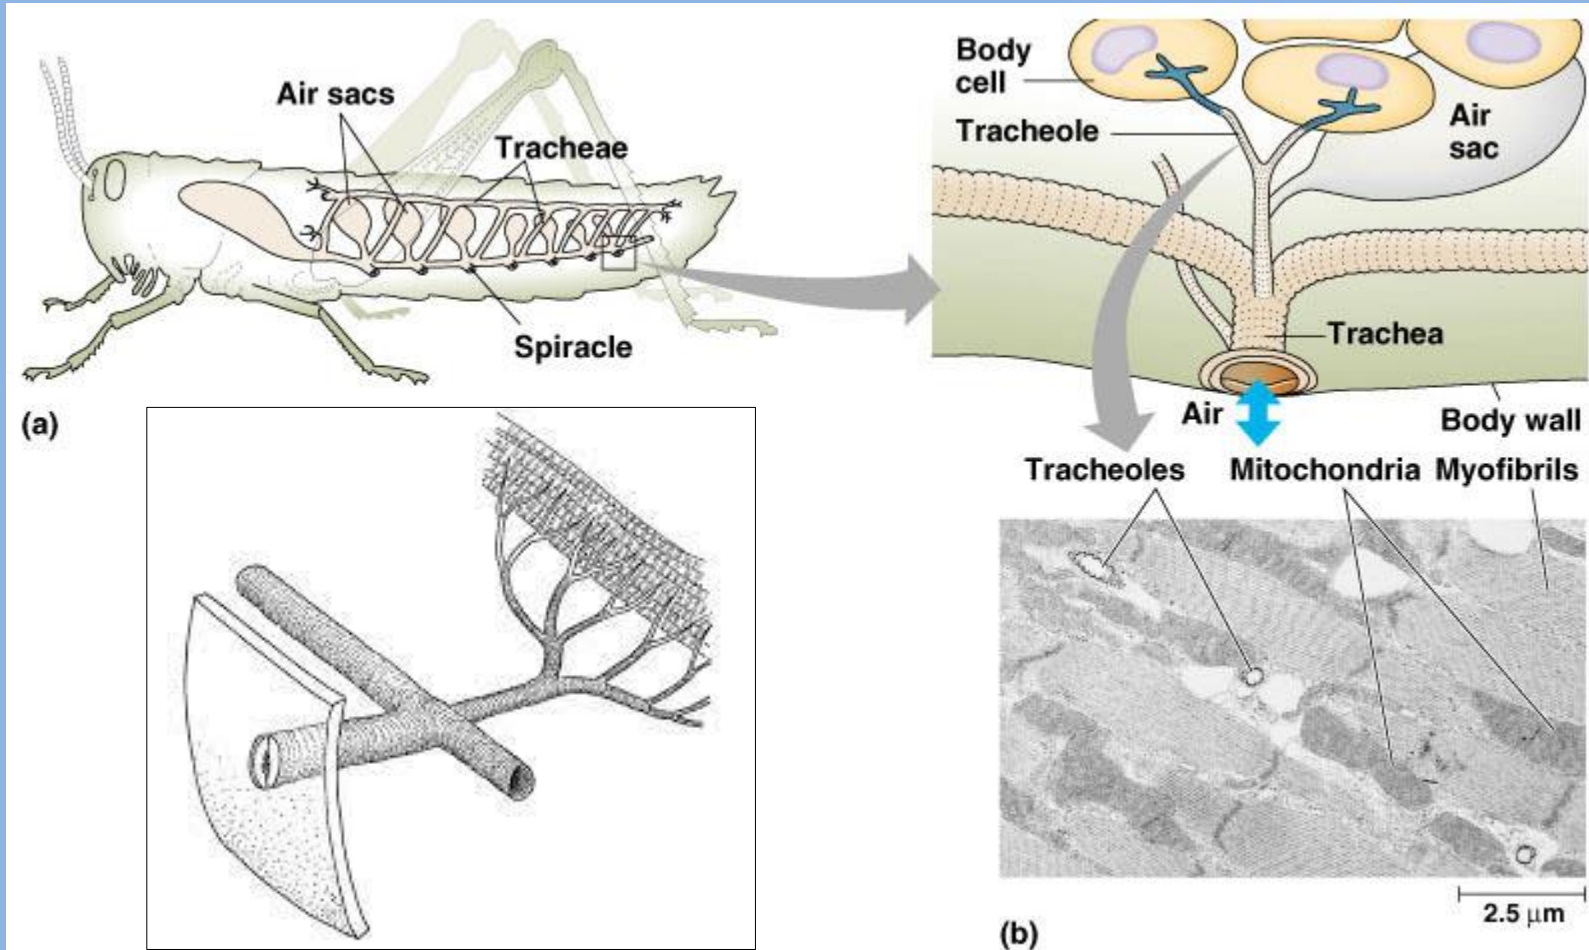 Air sacs
Tracheae
Spiracle
(a)
Body
cell
Tracheole
Air
sac
Trachea
Air
Body wall
Tracheoles
Mitochondria
Myofibrils
2.5 μm
(b)